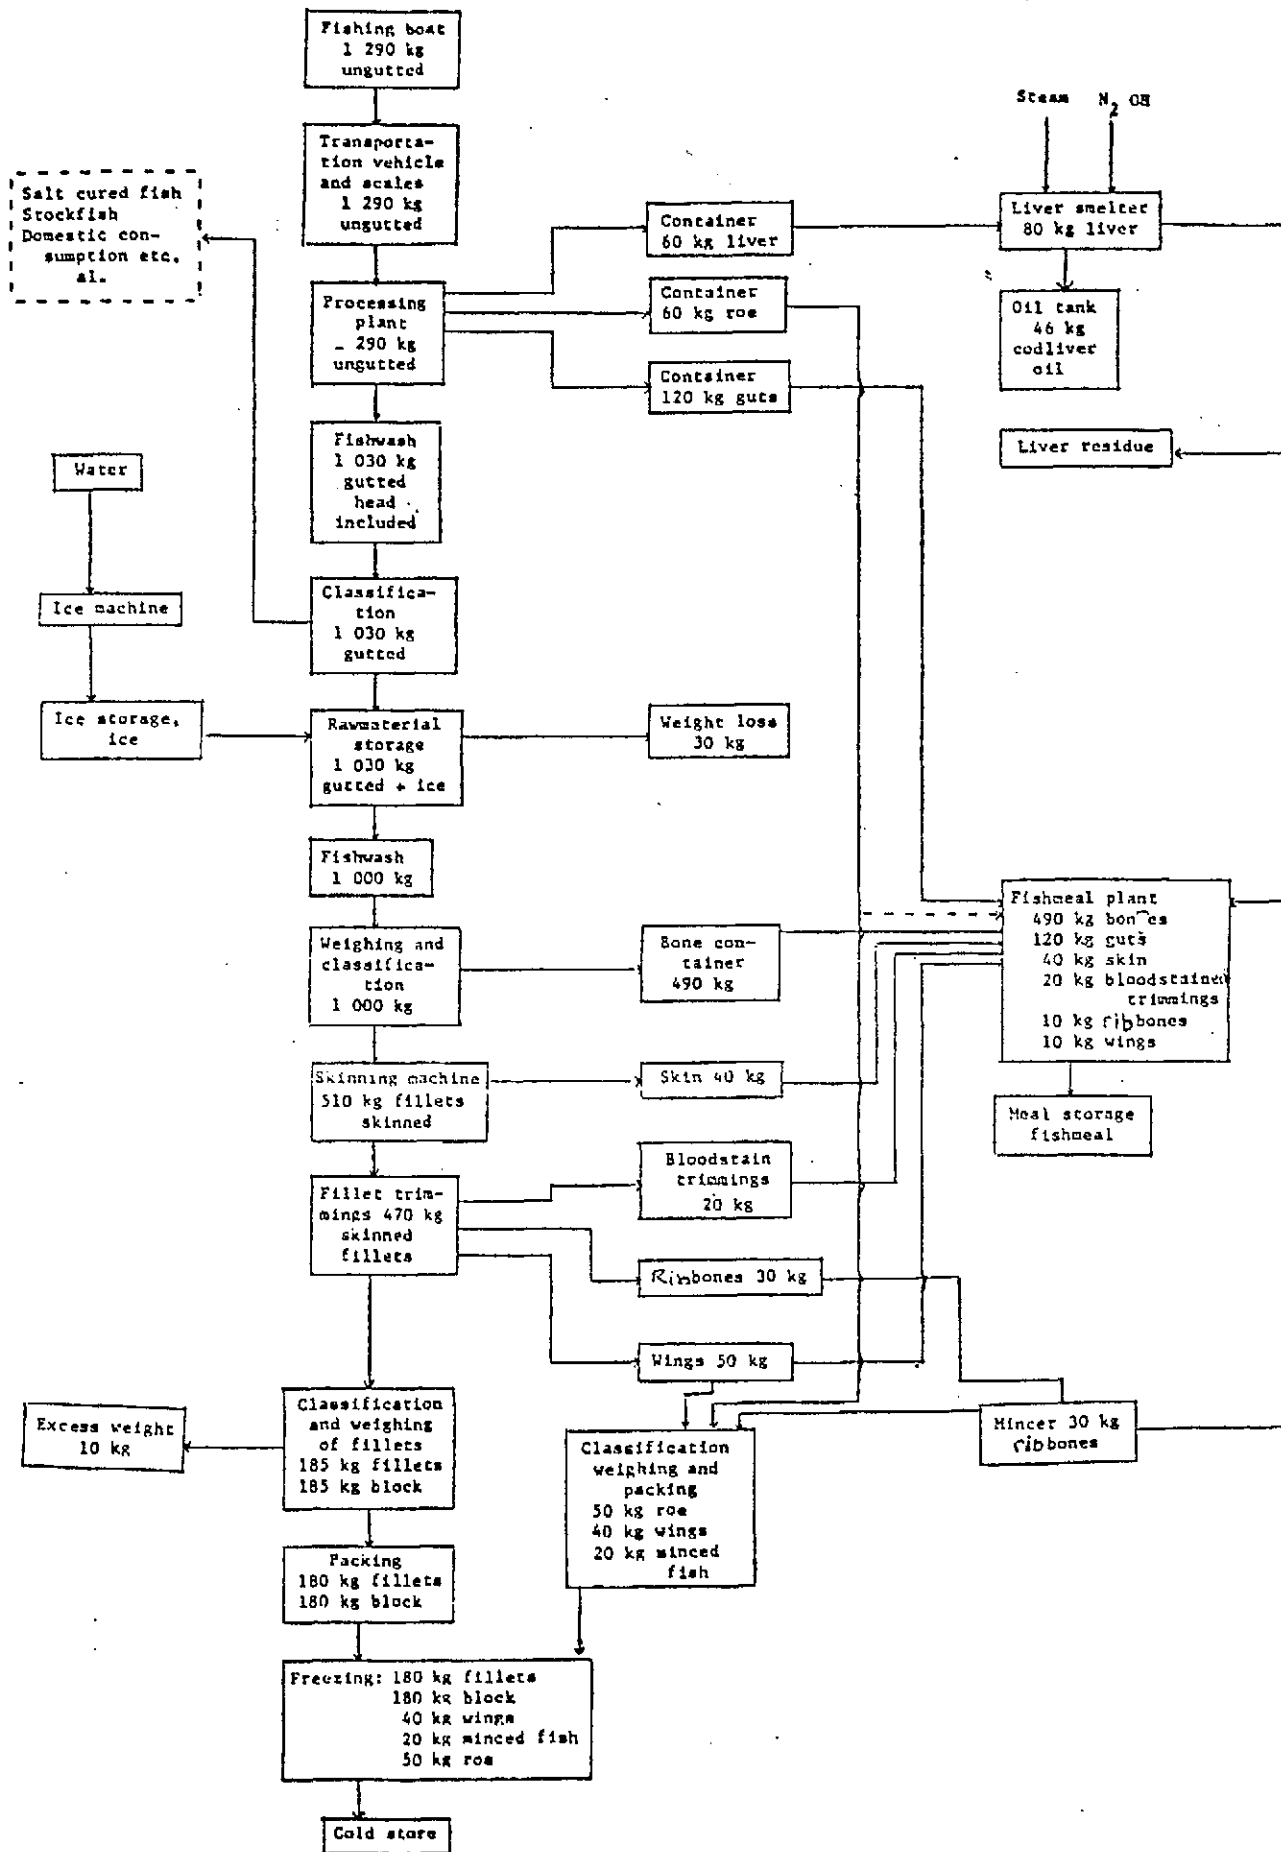 Fishing boat
1 290 kg
ungutted
Steam N2 OH
Transporta-
tion vehicle
and scales
1 290 kg
ungutted
Salt cured fish
Stockfish
Domestic con-
sumption etc.
al.
Container
60 kg liver
Liver smelter
80 kg liver
Processing
plant
_ 290 kg
ungutted
Container
60 kg roe
Oil tank
46 kg
codliver
oil
Container
120 kg guts
Fishwash
1 030 kg
gutted
head
included
Liver residue
Water
Ice machine
Classifica-
tion
1 030 kg
gutted
Ice storage,
ice
Rawmaterial
storage
1 030 kg
gutted + ice
Weight loss
30 kg
Fishwash
1 000 kg
Fishmeal plant
490 kg bones
120 kg guts
40 kg skin
20 kg bloodstained
trimmings
10 kg ribbones
10 kg wings
Weighing and
classifica-
tion
1 000 kg
Bone con-
tainer
490 kg
Skinning machine
510 kg fillets
skinned
Skin 40 kg
Meal storage
fishmeal
Bloodstain
trimmings
20 kg
Fillet trim-
mings 470 kg
skinned
fillets
Ribbones 30 kg
Wings 50 kg
Classification
and weighing
of fillets
185 kg fillets
185 kg block
Excess weight
10 kg
Mincer 30 kg
ribbones
Classification
weighing and
packing
50 kg roe
40 kg wings
20 kg minced
fish
Packing
180 kg fillets
180 kg block
Freezing: 180 kg fillets
180 kg block
40 kg wings
20 kg minced fish
50 kg roe
Cold store